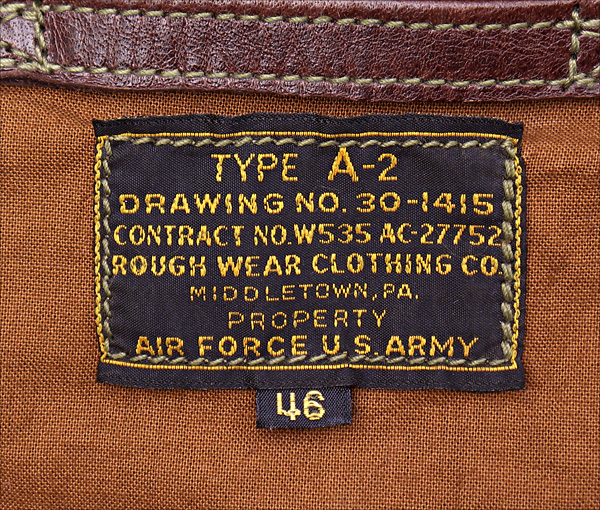 TYPE A-2
DRAWING NO. 30-1415
CONTRACT NO. W535 AC-27752
ROUGH WEAR CLOTHING CO.
MIDDLETOWN, PA.
PROPERTY
AIR FORCE U.S. ARMY
46